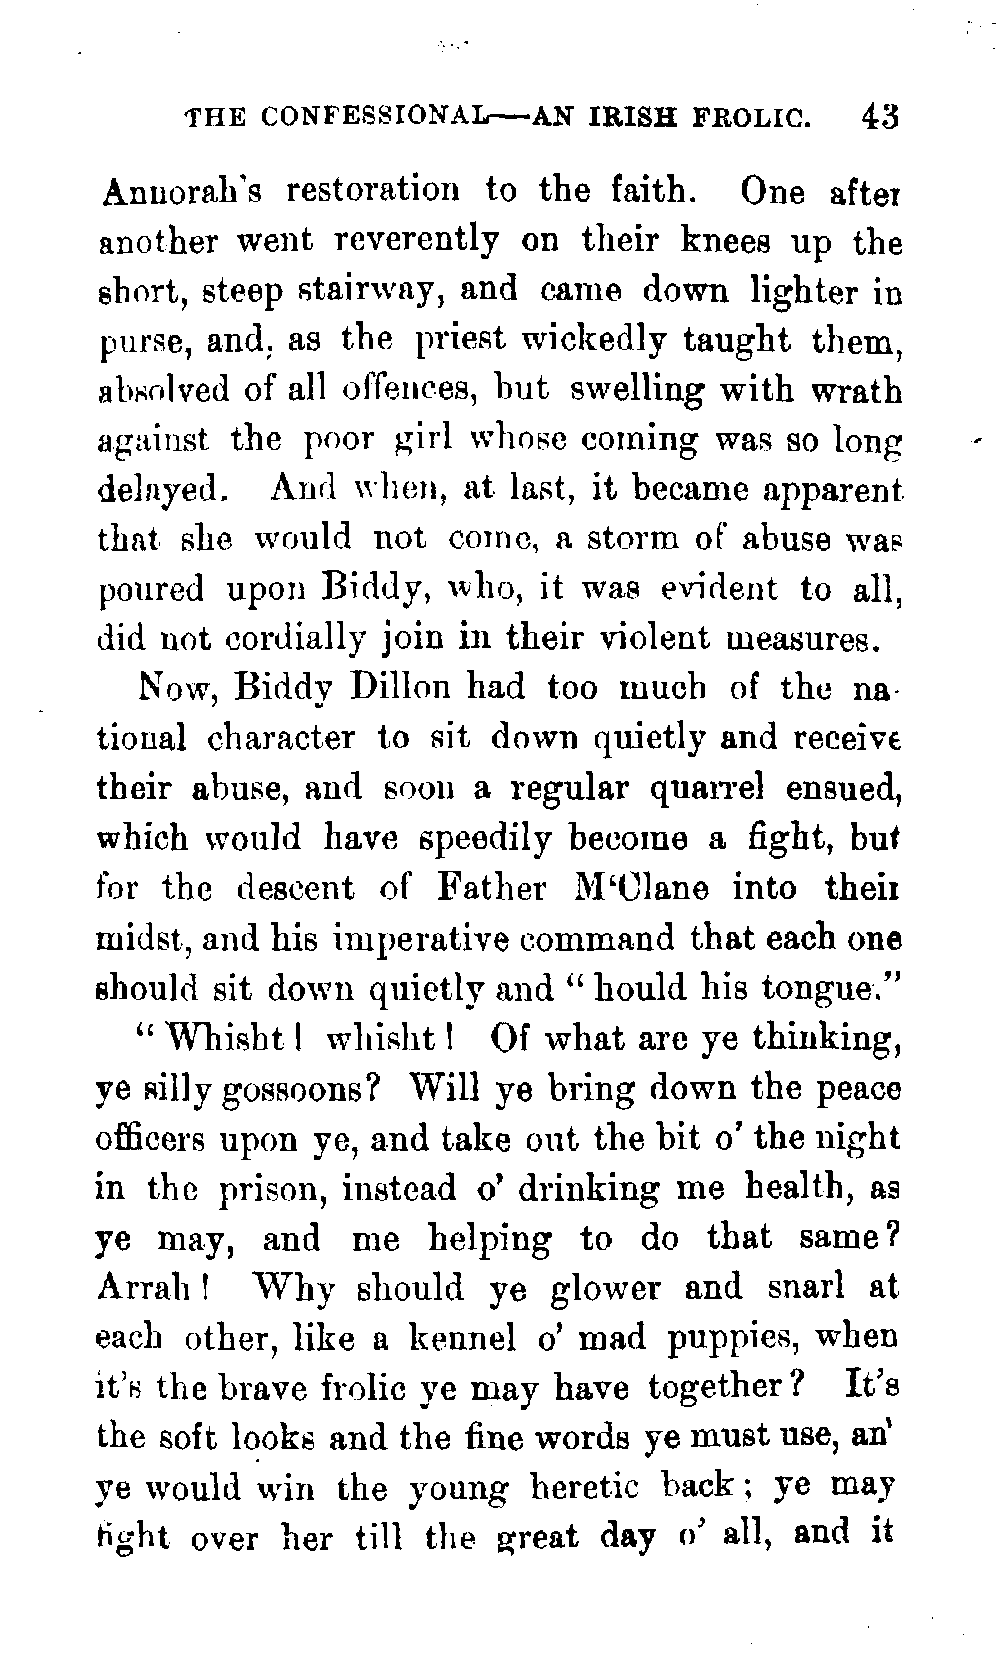 THE CONFESSIONAL—AN IRISH FROLIC. 43
Annorah's restoration to the faith. One after
another went reverently on their knees up the
short, steep stairway, and came down lighter in
purse, and, as the priest wickedly taught them,
absolved of all offences, but swelling with wrath
against the poor girl whose coming was so long
delayed. And when, at last, it became apparent
that she would not come, a storm of abuse was
poured upon Biddy, who, it was evident to all,
did not cordially join in their violent measures.
Now, Biddy Dillon had too much of the na-
tional character to sit down quietly and receive
their abuse, and soon a regular quarrel ensued,
which would have speedily become a fight, but
for the descent of Father M‘Clane into their
midst, and his imperative command that each one
should sit down quietly and “hould his tongue.”
“Whisht! whisht! Of what are ye thinking,
ye silly gossoons? Will ye bring down the peace
officers upon ye, and take out the bit o’ the night
in the prison, instead o’ drinking me health, as
ye may, and me helping to do that same?
Arrah! Why should ye glower and snarl at
each other, like a kennel o’ mad puppies, when
it’s the brave frolic ye may have together? It’s
the soft looks and the fine words ye must use, an’
ye would win the young heretic back; ye may
fight over her till the great day o’ all, and it